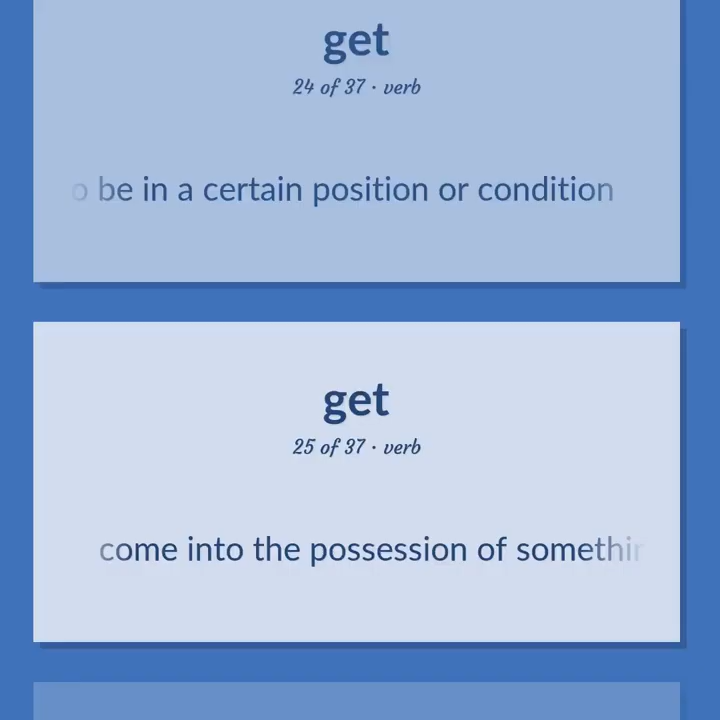 get
24 of 37 · verb
be in a certain position or condition
get
25 of 37 · verb
come into the possession of